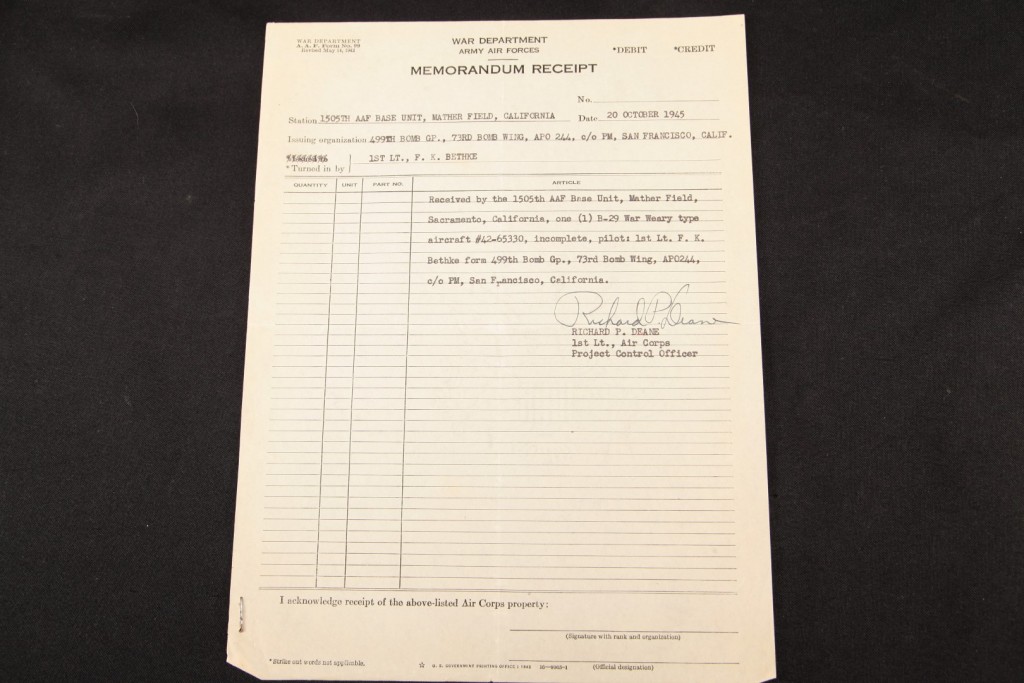 WAR DEPARTMENT
A. A. F. Form No.
Revised May
WAR DEPARTMENT
ARMY AIR FORCES
MEMORANDUM RECEIPT
*DEBIT *CREDIT
No.
Station 1505TH AAF BASE UNIT, MATHER FIELD, CALIFORNIA Date 20 OCTOBER 1945
Issuing organization 499TH BOMB GP., 73RD BOMB WING, APO 244, c/o PM, SAN FRANCISCO, CALIF.
*Turned in by 1ST LT., F. K. BETHKE
QUANTITY UNIT PART NO. ARTICLE
Received by the 1505th AAF Base Unit, Mather Field,
Sacramento, California, one (1) B-29 War Weary type
aircraft #42-65330, incomplete, pilot: 1st Lt. F. K.
Bethke form 499th Bomb Gp., 73rd Bomb Wing, APO244,
c/o PM, San Francisco, California.
Richard P. Deane
RICHARD P. DEANE
1st Lt., Air Corps
Project Control Officer
I acknowledge receipt of the above-listed Air Corps property:
(Signature with rank and organization)
*Strike out words not applicable.
U. S. GOVERNMENT PRINTING OFFICE
(Official designation)